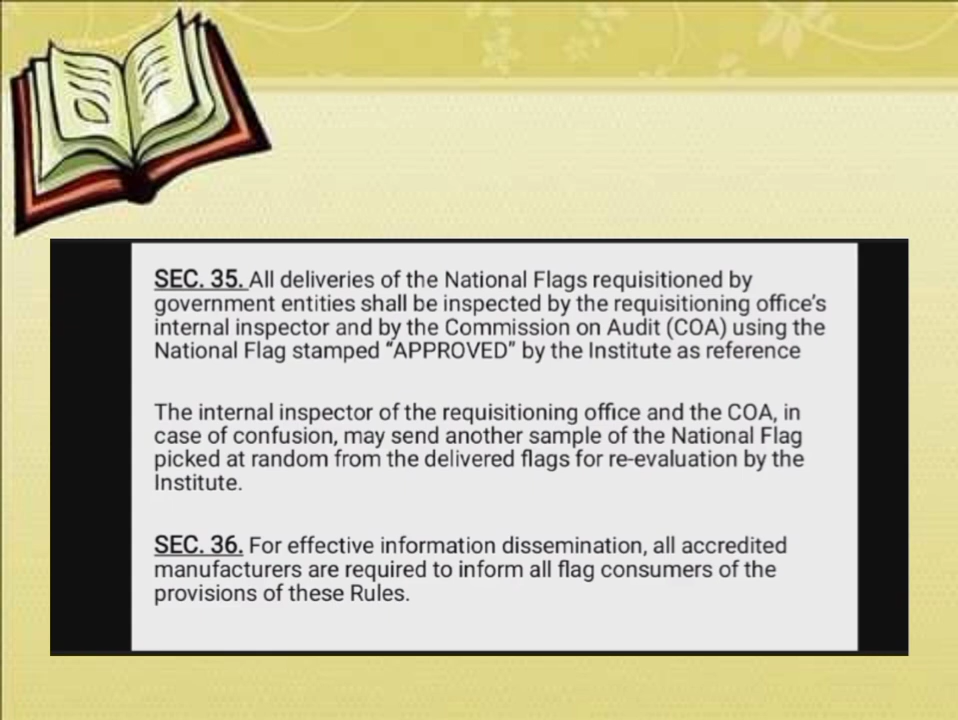 SEC. 35. All deliveries of the National Flags requisitioned by
government entities shall be inspected by the requisitioning office's
internal inspector and by the Commission on Audit (COA) using the
National Flag stamped “APPROVED” by the Institute as reference
The internal inspector of the requisitioning office and the COA, in
case of confusion, may send another sample of the National Flag
picked at random from the delivered flags for re-evaluation by the
Institute.
SEC. 36. For effective information dissemination, all accredited
manufacturers are required to inform all flag consumers of the
provisions of these Rules.